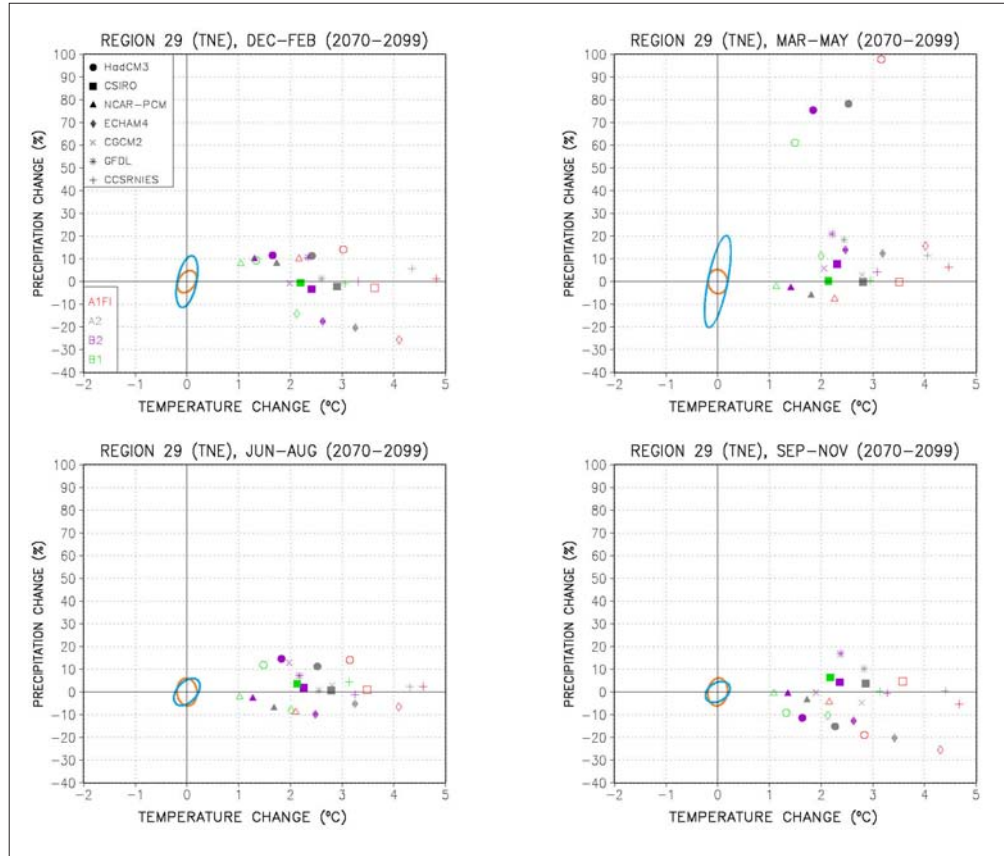 REGION 29 (TNE), DEC-FEB (2070-2099)
PRECIPITATION CHANGE (%)
100
90
80
70
60
50
40
30
20
10
0
-10
-20
-30
-40
HadCM3
CSIRO
NCAR-PCM
ECHAM4
CGCM2
GFDL
CCSRNIES
A1FI
A2
B2
B1
-2 -1 0 1 2 3 4 5
TEMPERATURE CHANGE (ºC)
REGION 29 (TNE), MAR-MAY (2070-2099)
PRECIPITATION CHANGE (%)
100
90
80
70
60
50
40
30
20
10
0
-10
-20
-30
-40
-2 -1 0 1 2 3 4 5
TEMPERATURE CHANGE (ºC)
REGION 29 (TNE), JUN-AUG (2070-2099)
PRECIPITATION CHANGE (%)
100
90
80
70
60
50
40
30
20
10
0
-10
-20
-30
-40
-2 -1 0 1 2 3 4 5
TEMPERATURE CHANGE (ºC)
REGION 29 (TNE), SEP-NOV (2070-2099)
PRECIPITATION CHANGE (%)
100
90
80
70
60
50
40
30
20
10
0
-10
-20
-30
-40
-2 -1 0 1 2 3 4 5
TEMPERATURE CHANGE (ºC)